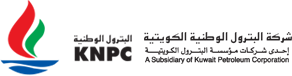 البترول الوطنية
KNPC
شركة البترول الوطنية الكويتية
إحدى شركات مؤسسة البترول الكويتية
A Subsidiary of Kuwait Petroleum Corporation